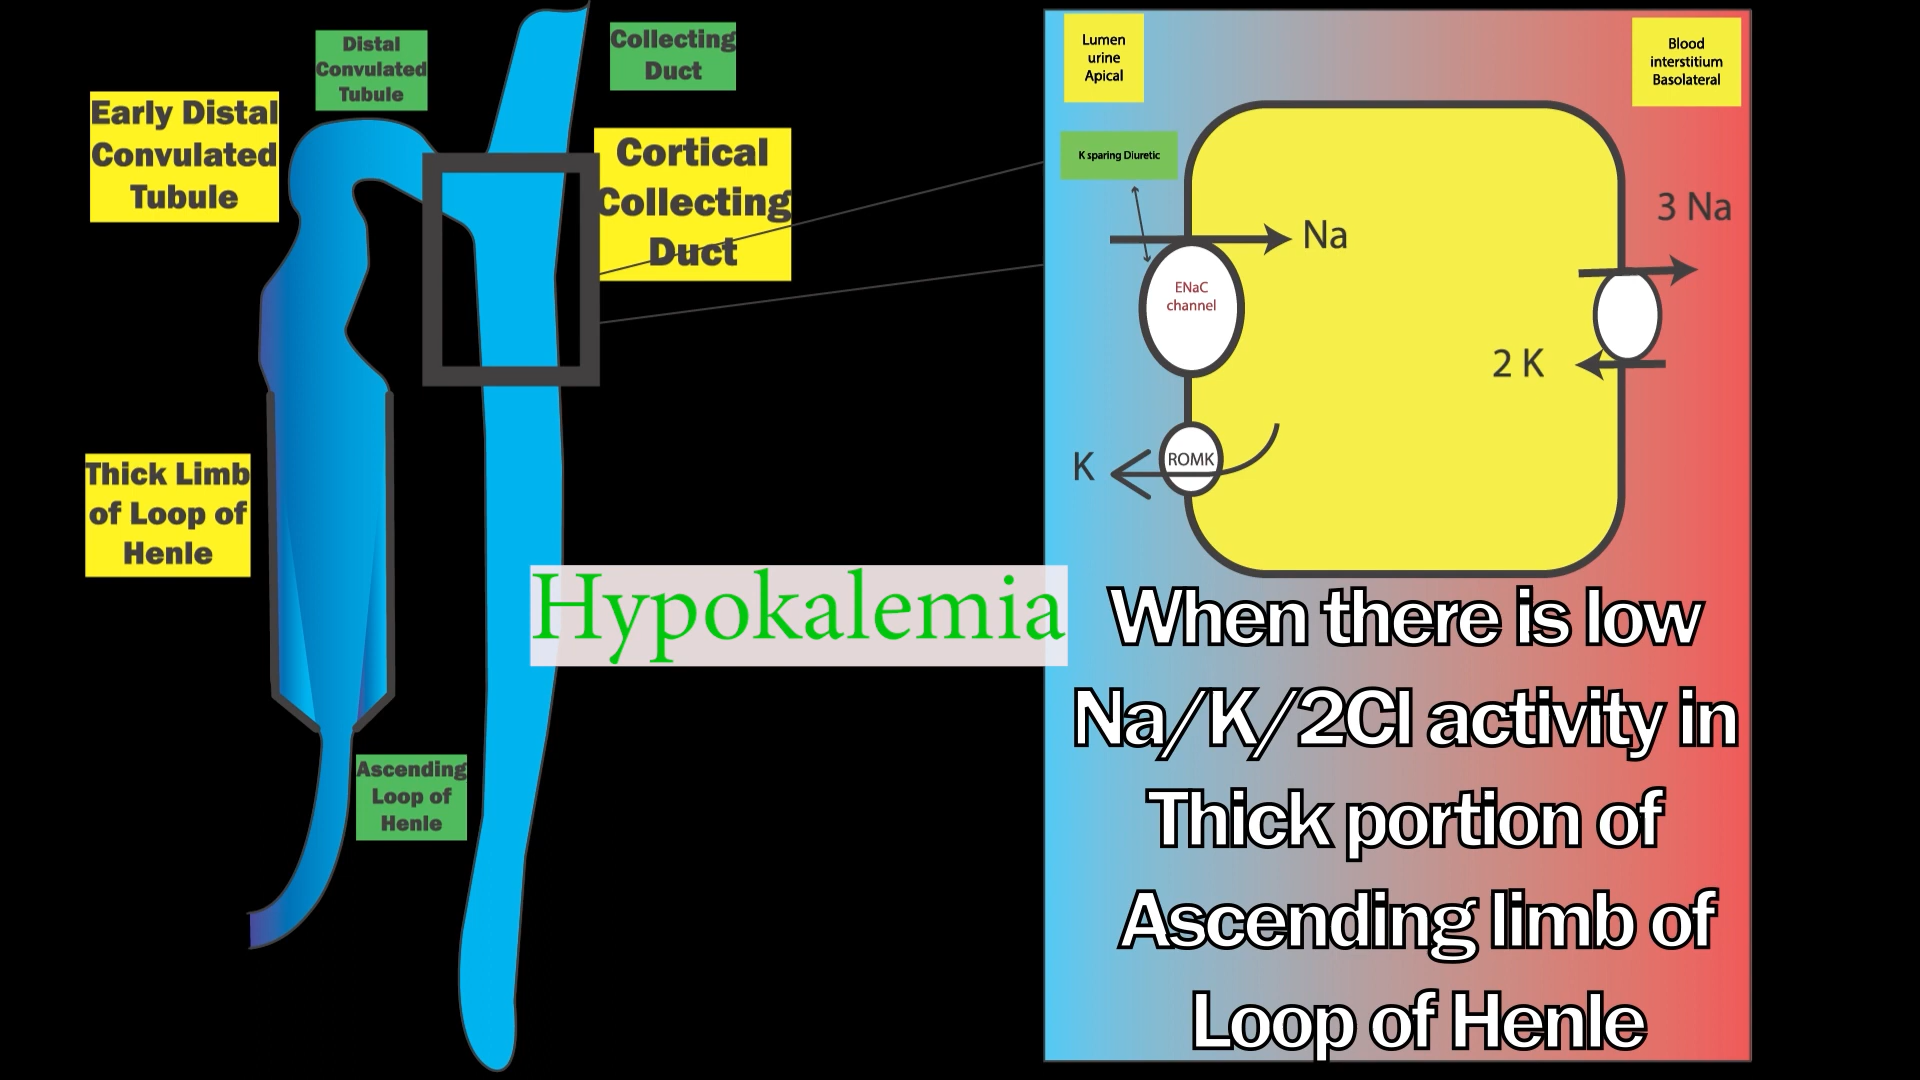 Distal
Convulated
Tubule
Collecting
Duct
Early Distal
Convulated
Tubule
Cortical
Collecting
Duct
Thick Limb
of Loop of
Henle
Ascending
Loop of
Henle
Hypokalemia
Lumen
urine
Apical
Blood
interstitium
Basolateral
K sparing Diuretic
Na
3 Na
ENaC
channel
2 K
K
ROMK
When there is low
Na/K/2Cl activity in
Thick portion of
Ascending limb of
Loop of Henle